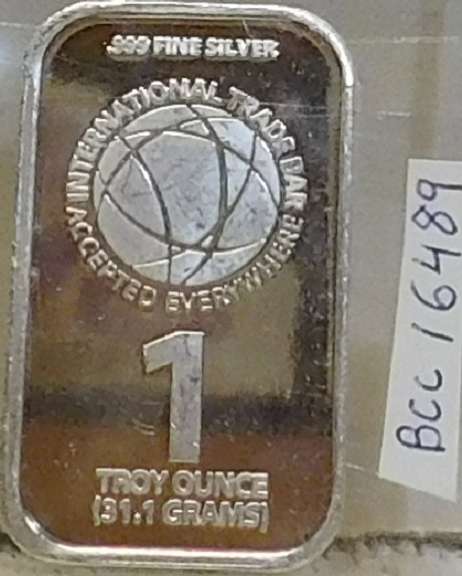 .999 FINE SILVER
INTERNATIONAL TRADE BAR
ACCEPTED EVERYWHERE
1
TROY OUNCE
(31.1 GRAMS)
BCC 16489